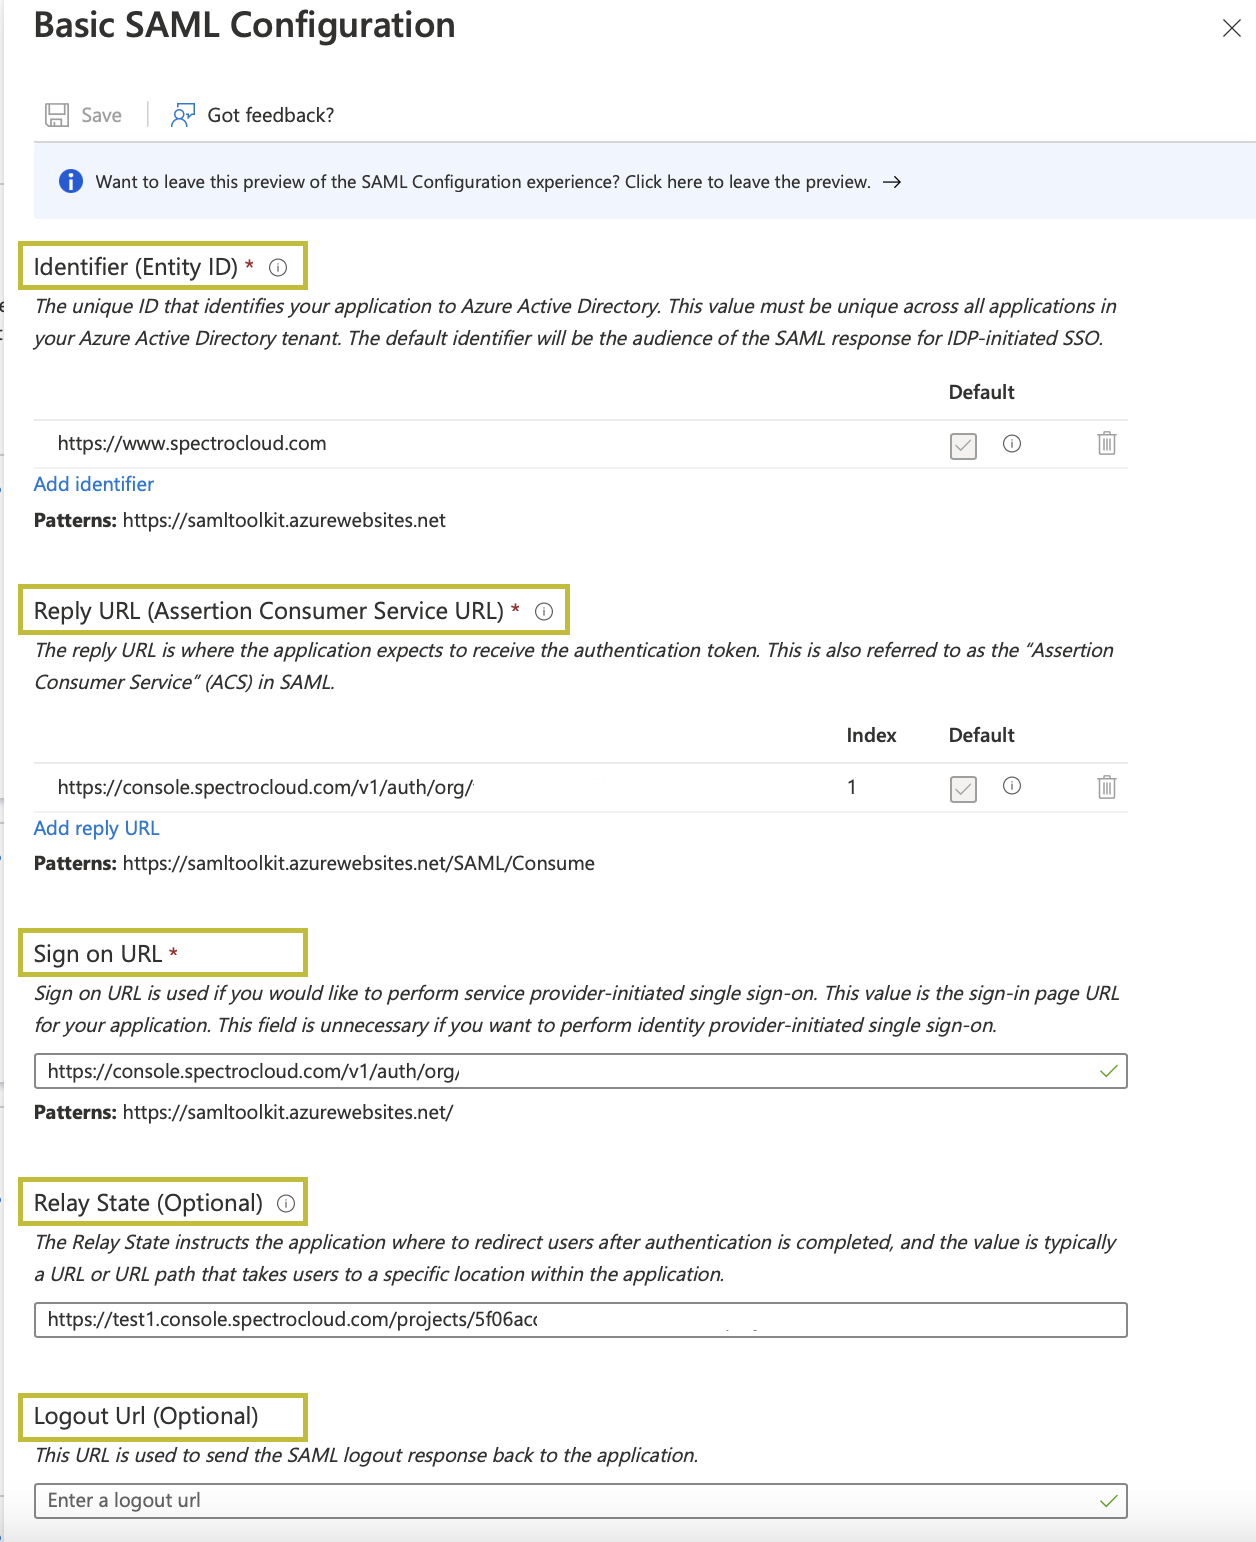 Basic SAML Configuration
Save
Got feedback?
Want to leave this preview of the SAML Configuration experience? Click here to leave the preview. →
Identifier (Entity ID) *
The unique ID that identifies your application to Azure Active Directory. This value must be unique across all applications in
your Azure Active Directory tenant. The default identifier will be the audience of the SAML response for IDP-initiated SSO.
Default
https://www.spectrocloud.com
Add identifier
Patterns: https://samltoolkit.azurewebsites.net
Reply URL (Assertion Consumer Service URL) *
The reply URL is where the application expects to receive the authentication token. This is also referred to as the “Assertion
Consumer Service” (ACS) in SAML.
Index Default
https://console.spectrocloud.com/v1/auth/org/ 1
Add reply URL
Patterns: https://samltoolkit.azurewebsites.net/SAML/Consume
Sign on URL *
Sign on URL is used if you would like to perform service provider-initiated single sign-on. This value is the sign-in page URL
for your application. This field is unnecessary if you want to perform identity provider-initiated single sign-on.
https://console.spectrocloud.com/v1/auth/org/
Patterns: https://samltoolkit.azurewebsites.net/
Relay State (Optional)
The Relay State instructs the application where to redirect users after authentication is completed, and the value is typically
a URL or URL path that takes users to a specific location within the application.
https://test1.console.spectrocloud.com/projects/5f06ac
Logout Url (Optional)
This URL is used to send the SAML logout response back to the application.
Enter a logout url